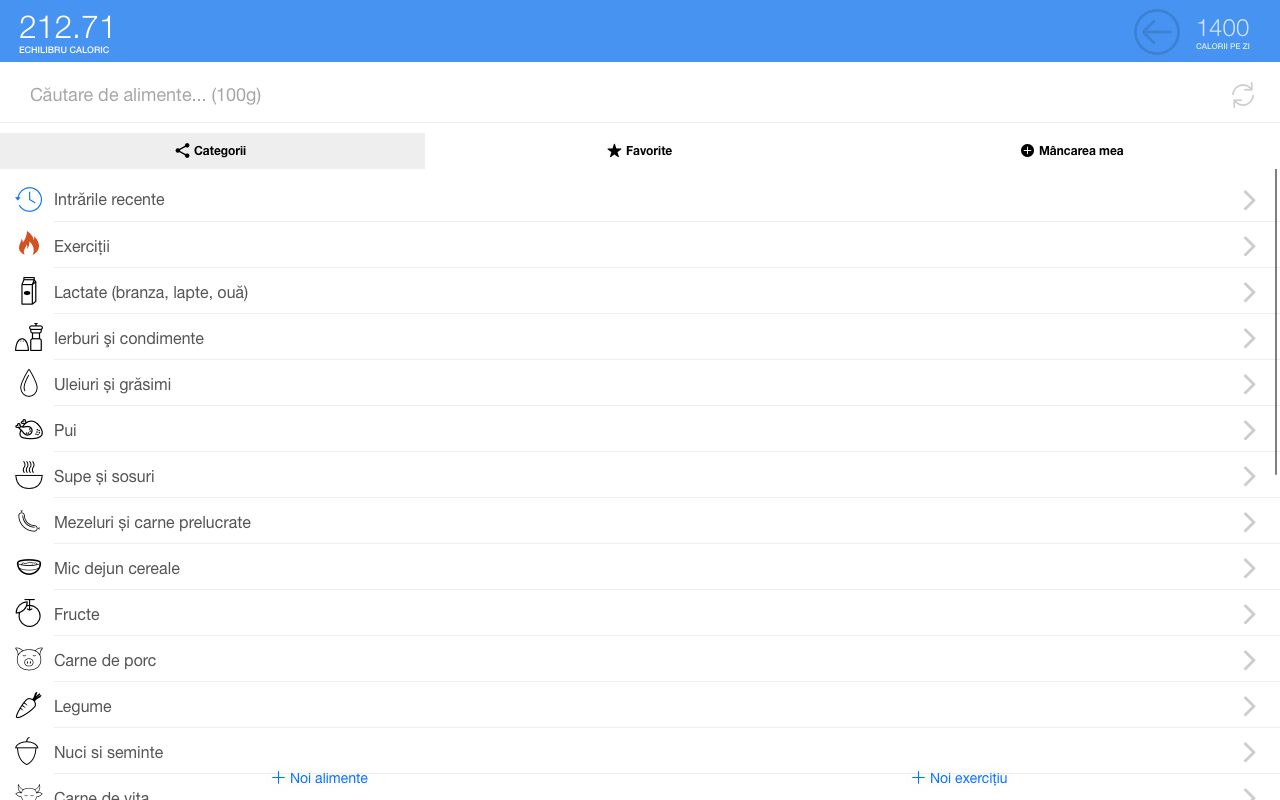 212.71
ECHILIBRU CALORIC
1400
CALORII PE ZI
Căutare de alimente... (100g)
Categorii
Favorite
Mâncarea mea
Intrările recente
Exerciții
Lactate (branza, lapte, ouă)
Ierburi şi condimente
Uleiuri și grăsimi
Pui
Supe și sosuri
Mezeluri și carne prelucrate
Mic dejun cereale
Fructe
Carne de porc
Legume
Nuci si seminte
Noi alimente
Noi exercițiu
Carne de vita